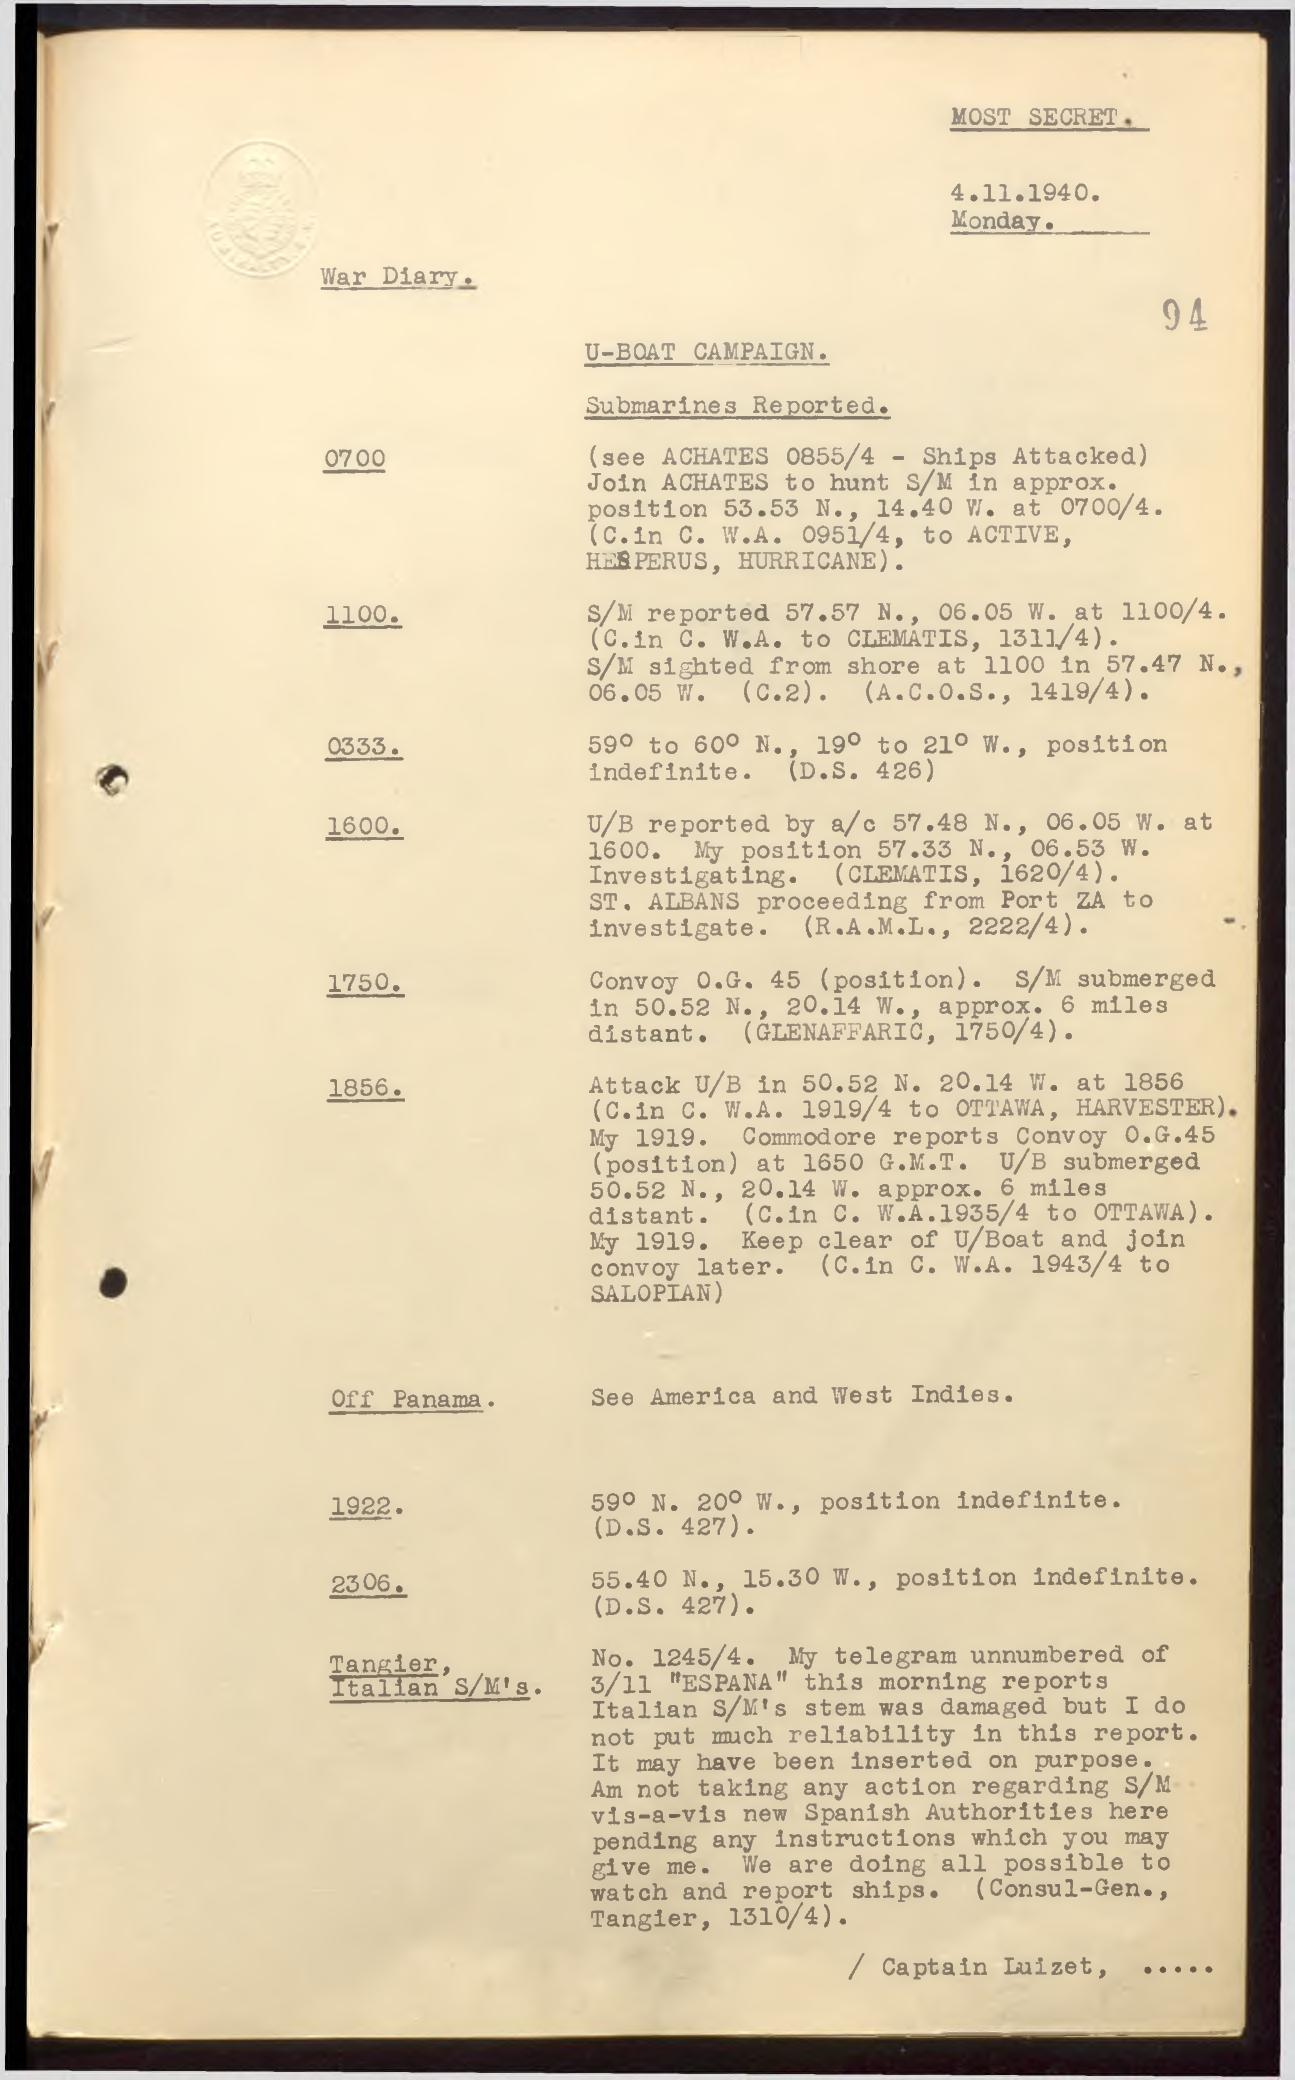 MOST SECRET.
4.11.1940.
Monday.
War Diary.
94
U-BOAT CAMPAIGN.
Submarines Reported.
0700
(see ACHATES 0855/4 - Ships Attacked)
Join ACHATES to hunt S/M in approx.
position 53.53 N., 14.40 W. at 0700/4.
(C.in C. W.A. 0951/4, to ACTIVE,
HESPERUS, HURRICANE).
1100.
S/M reported 57.57 N., 06.05 W. at 1100/4.
(C.in C. W.A. to CLEMATIS, 1311/4).
S/M sighted from shore at 1100 in 57.47 N.,
06.05 W. (C.2). (A.C.O.S., 1419/4).
0333.
59° to 60° N., 19° to 21° W., position
indefinite. (D.S. 426)
1600.
U/B reported by a/c 57.48 N., 06.05 W. at
1600. My position 57.33 N., 06.53 W.
Investigating. (CLEMATIS, 1620/4).
ST. ALBANS proceeding from Port ZA to
investigate. (R.A.M.L., 2222/4).
1750.
Convoy O.G. 45 (position). S/M submerged
in 50.52 N., 20.14 W., approx. 6 miles
distant. (GLENAFFARIC, 1750/4).
1856.
Attack U/B in 50.52 N. 20.14 W. at 1856
(C.in C. W.A. 1919/4 to OTTAWA, HARVESTER).
My 1919. Commodore reports Convoy O.G.45
(position) at 1650 G.M.T. U/B submerged
50.52 N., 20.14 W. approx. 6 miles
distant. (C.in C. W.A.1935/4 to OTTAWA).
My 1919. Keep clear of U/Boat and join
convoy later. (C.in C. W.A. 1943/4 to
SALOPIAN)
Off Panama.
See America and West Indies.
1922.
59° N. 20° W., position indefinite.
(D.S. 427).
2306.
55.40 N., 15.30 W., position indefinite.
(D.S. 427).
Tangier,
Italian S/M's.
No. 1245/4. My telegram unnumbered of
3/11 "ESPANA" this morning reports
Italian S/M's stem was damaged but I do
not put much reliability in this report.
It may have been inserted on purpose.
Am not taking any action regarding S/M
vis-a-vis new Spanish Authorities here
pending any instructions which you may
give me. We are doing all possible to
watch and report ships. (Consul-Gen.,
Tangier, 1310/4).
/ Captain Luizet, .....